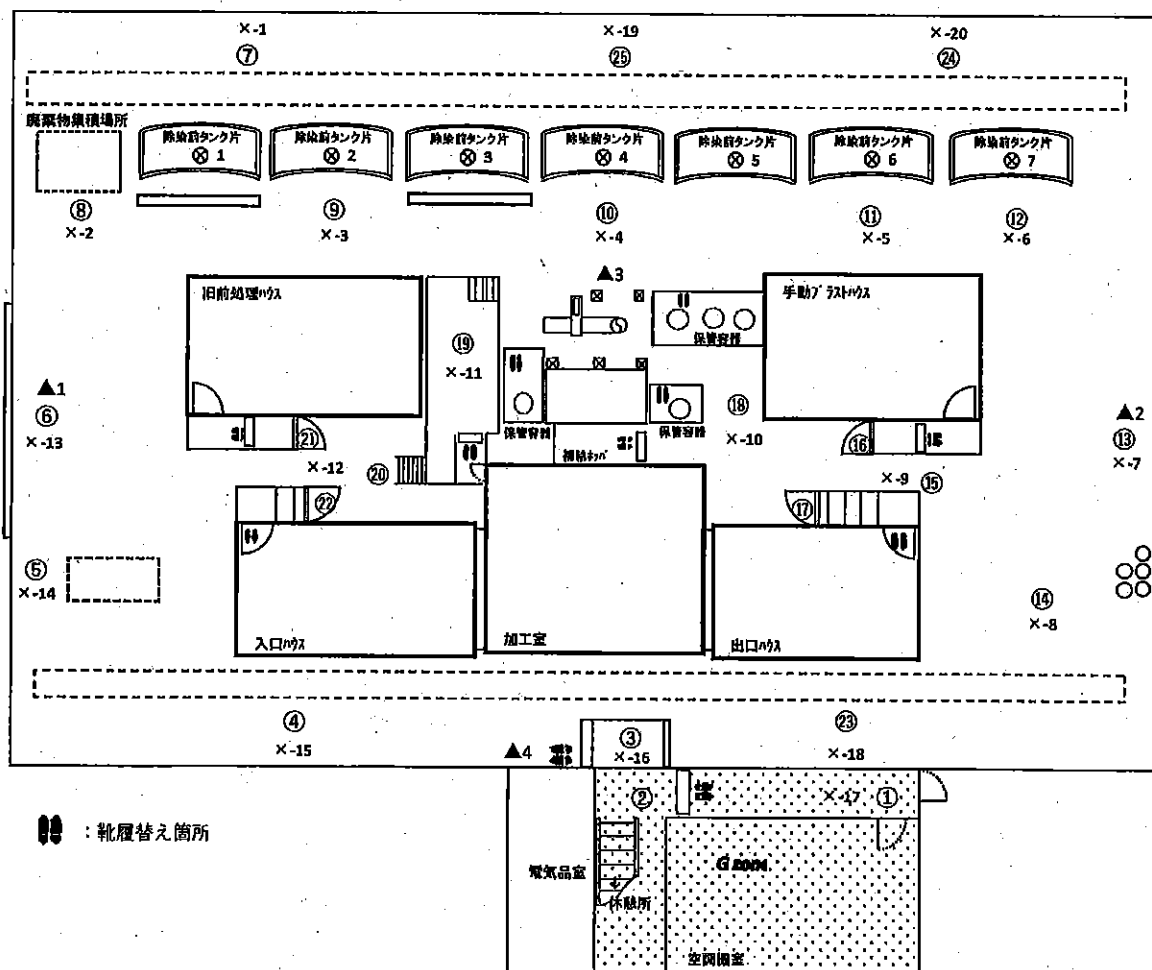 ×-1 ×-19 ×-20
⑦ ㉕ ㉔
廃棄物集積場所
除染前タンク片 除染前タンク片 除染前タンク片 除染前タンク片 除染前タンク片 除染前タンク片 除染前タンク片
⊗ 1 ⊗ 2 ⊗ 3 ⊗ 4 ⊗ 5 ⊗ 6 ⊗ 7
⑧ ⑨ ⑩ ⑪ ⑫
×-2 ×-3 ×-4 ×-5 ×-6
▲3
旧前処理ハウス
手動ブラストハウス
保管容器
⑲
×-11
▲1
⑥
×-13
▲2
⑬
×-7
⑱
×-10
保管容器
保管容器
㉑
⑯
×-12
⑳
×-9 ⑮
㉒
⑰
⑤
×-14
⑭
×-8
入口ハウス
加工室
出口ハウス
④
×-15
③
×-16
㉓
×-18
▲4
②
×-17 ①
：靴履替え箇所
電気品室
休憩所
G zone